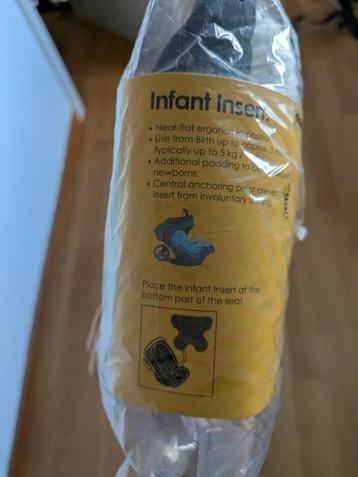 Infant Insert
• Near-flat ergonomic position
• Use from Birth up to approx. 3
typically up to 5 kg /
• Additional padding to
newborns.
• Central anchoring point prevents
insert from involuntary
Place the Infant Insert at the
bottom part of the seat.